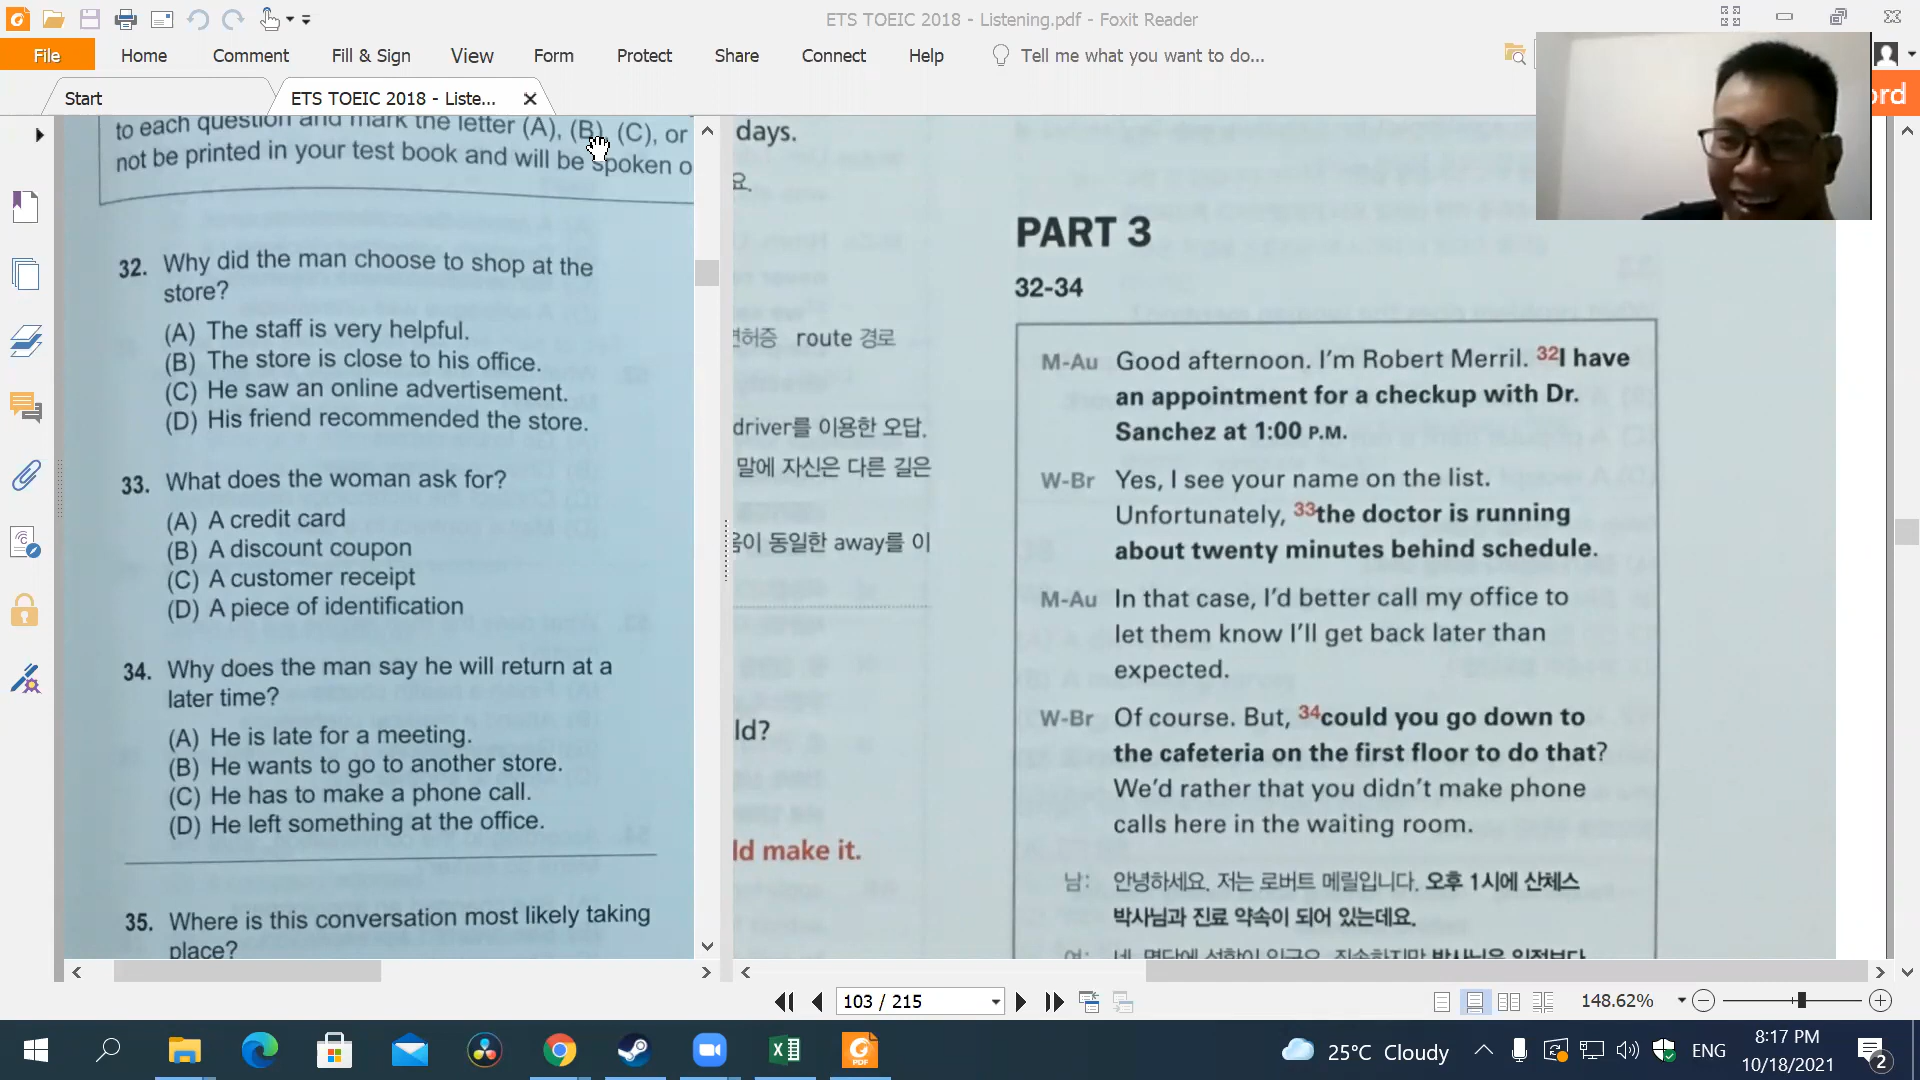 ETS TOEIC 2018 - Listening.pdf - Foxit Reader
File Home Comment Fill & Sign View Form Protect Share Connect Help Tell me what you want to do...
ord
Start
ETS TOEIC 2018 - Liste...
to each question and mark the letter (A), (B), (C), or
not be printed in your test book and will be spoken o
32. Why did the man choose to shop at the
store?
(A) The staff is very helpful.
(B) The store is close to his office.
(C) He saw an online advertisement.
(D) His friend recommended the store.
33. What does the woman ask for?
(A) A credit card
(B) A discount coupon
(C) A customer receipt
(D) A piece of identification
34. Why does the man say he will return at a
later time?
(A) He is late for a meeting.
(B) He wants to go to another store.
(C) He has to make a phone call.
(D) He left something at the office.
35. Where is this conversation most likely taking
place?
days.
요.
허증 route 경로
driver를 이용한 오답.
말에 자신은 다른 길은
음이 동일한 away를 이
ld?
ld make it.
PART 3
32-34
M-Au Good afternoon. I'm Robert Merril. 32I have
an appointment for a checkup with Dr.
Sanchez at 1:00 P.M.
W-Br Yes, I see your name on the list.
Unfortunately, 33the doctor is running
about twenty minutes behind schedule.
M-Au In that case, I'd better call my office to
let them know I'll get back later than
expected.
W-Br Of course. But, 34could you go down to
the cafeteria on the first floor to do that?
We'd rather that you didn't make phone
calls here in the waiting room.
남: 안녕하세요. 저는 로버트 메릴입니다. 오후 1시에 산체스
박사님과 진료 약속이 되어 있는데요.
103 / 215
148.62%
25°C Cloudy
ENG
8:17 PM
10/18/2021
2